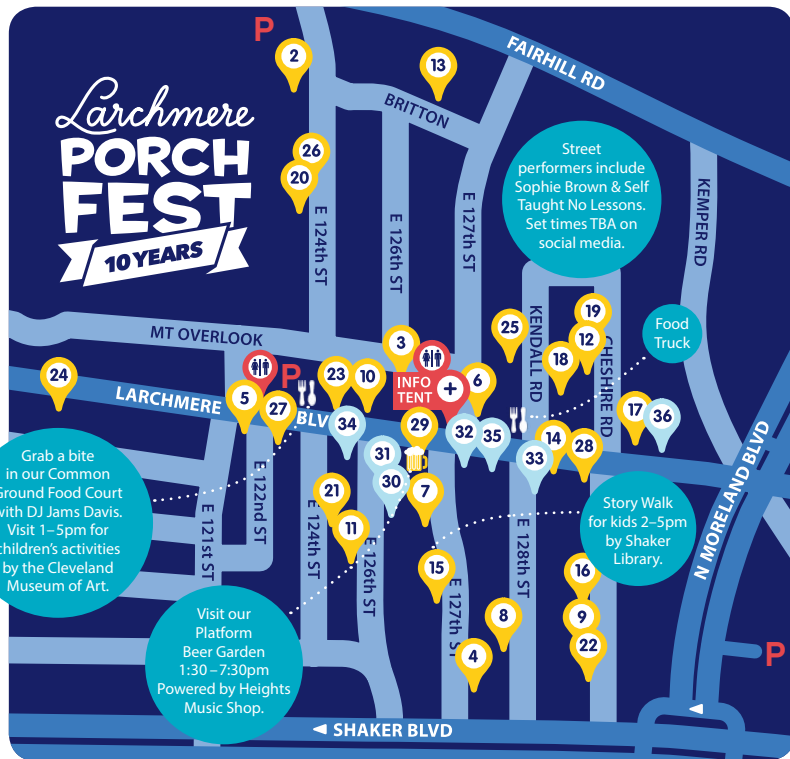 P
2
13
FAIRHILL RD
Larchmere
PORCH
FEST
10 YEARS
BRITTON
26
20
E 124th ST
E 126th ST
E 127th ST
Street
performers include
Sophie Brown & Self
Taught No Lessons.
Set times TBA on
social media.
KEMPER RD
MT OVERLOOK
3
25
KENDALL RD
19
12
18
CHESHIRE RD
Food
Truck
24
LARCHMERE
BLV
5
P
27
23
10
34
INFO
TENT
+
6
29
32
35
33
14
28
17
36
31
30
7
21
11
Grab a bite
in our Common
Ground Food Court
with DJ Jams Davis.
Visit 1–5pm for
children's activities
by the Cleveland
Museum of Art.
E 121st ST
E 122nd ST
E 124th ST
E 126th ST
E 127th ST
E 128th ST
N MORELAND BLVD
Story Walk
for kids 2–5pm
by Shaker
Library.
15
16
8
9
4
22
Visit our
Platform
Beer Garden
1:30–7:30pm
Powered by Heights
Music Shop.
P
SHAKER BLVD